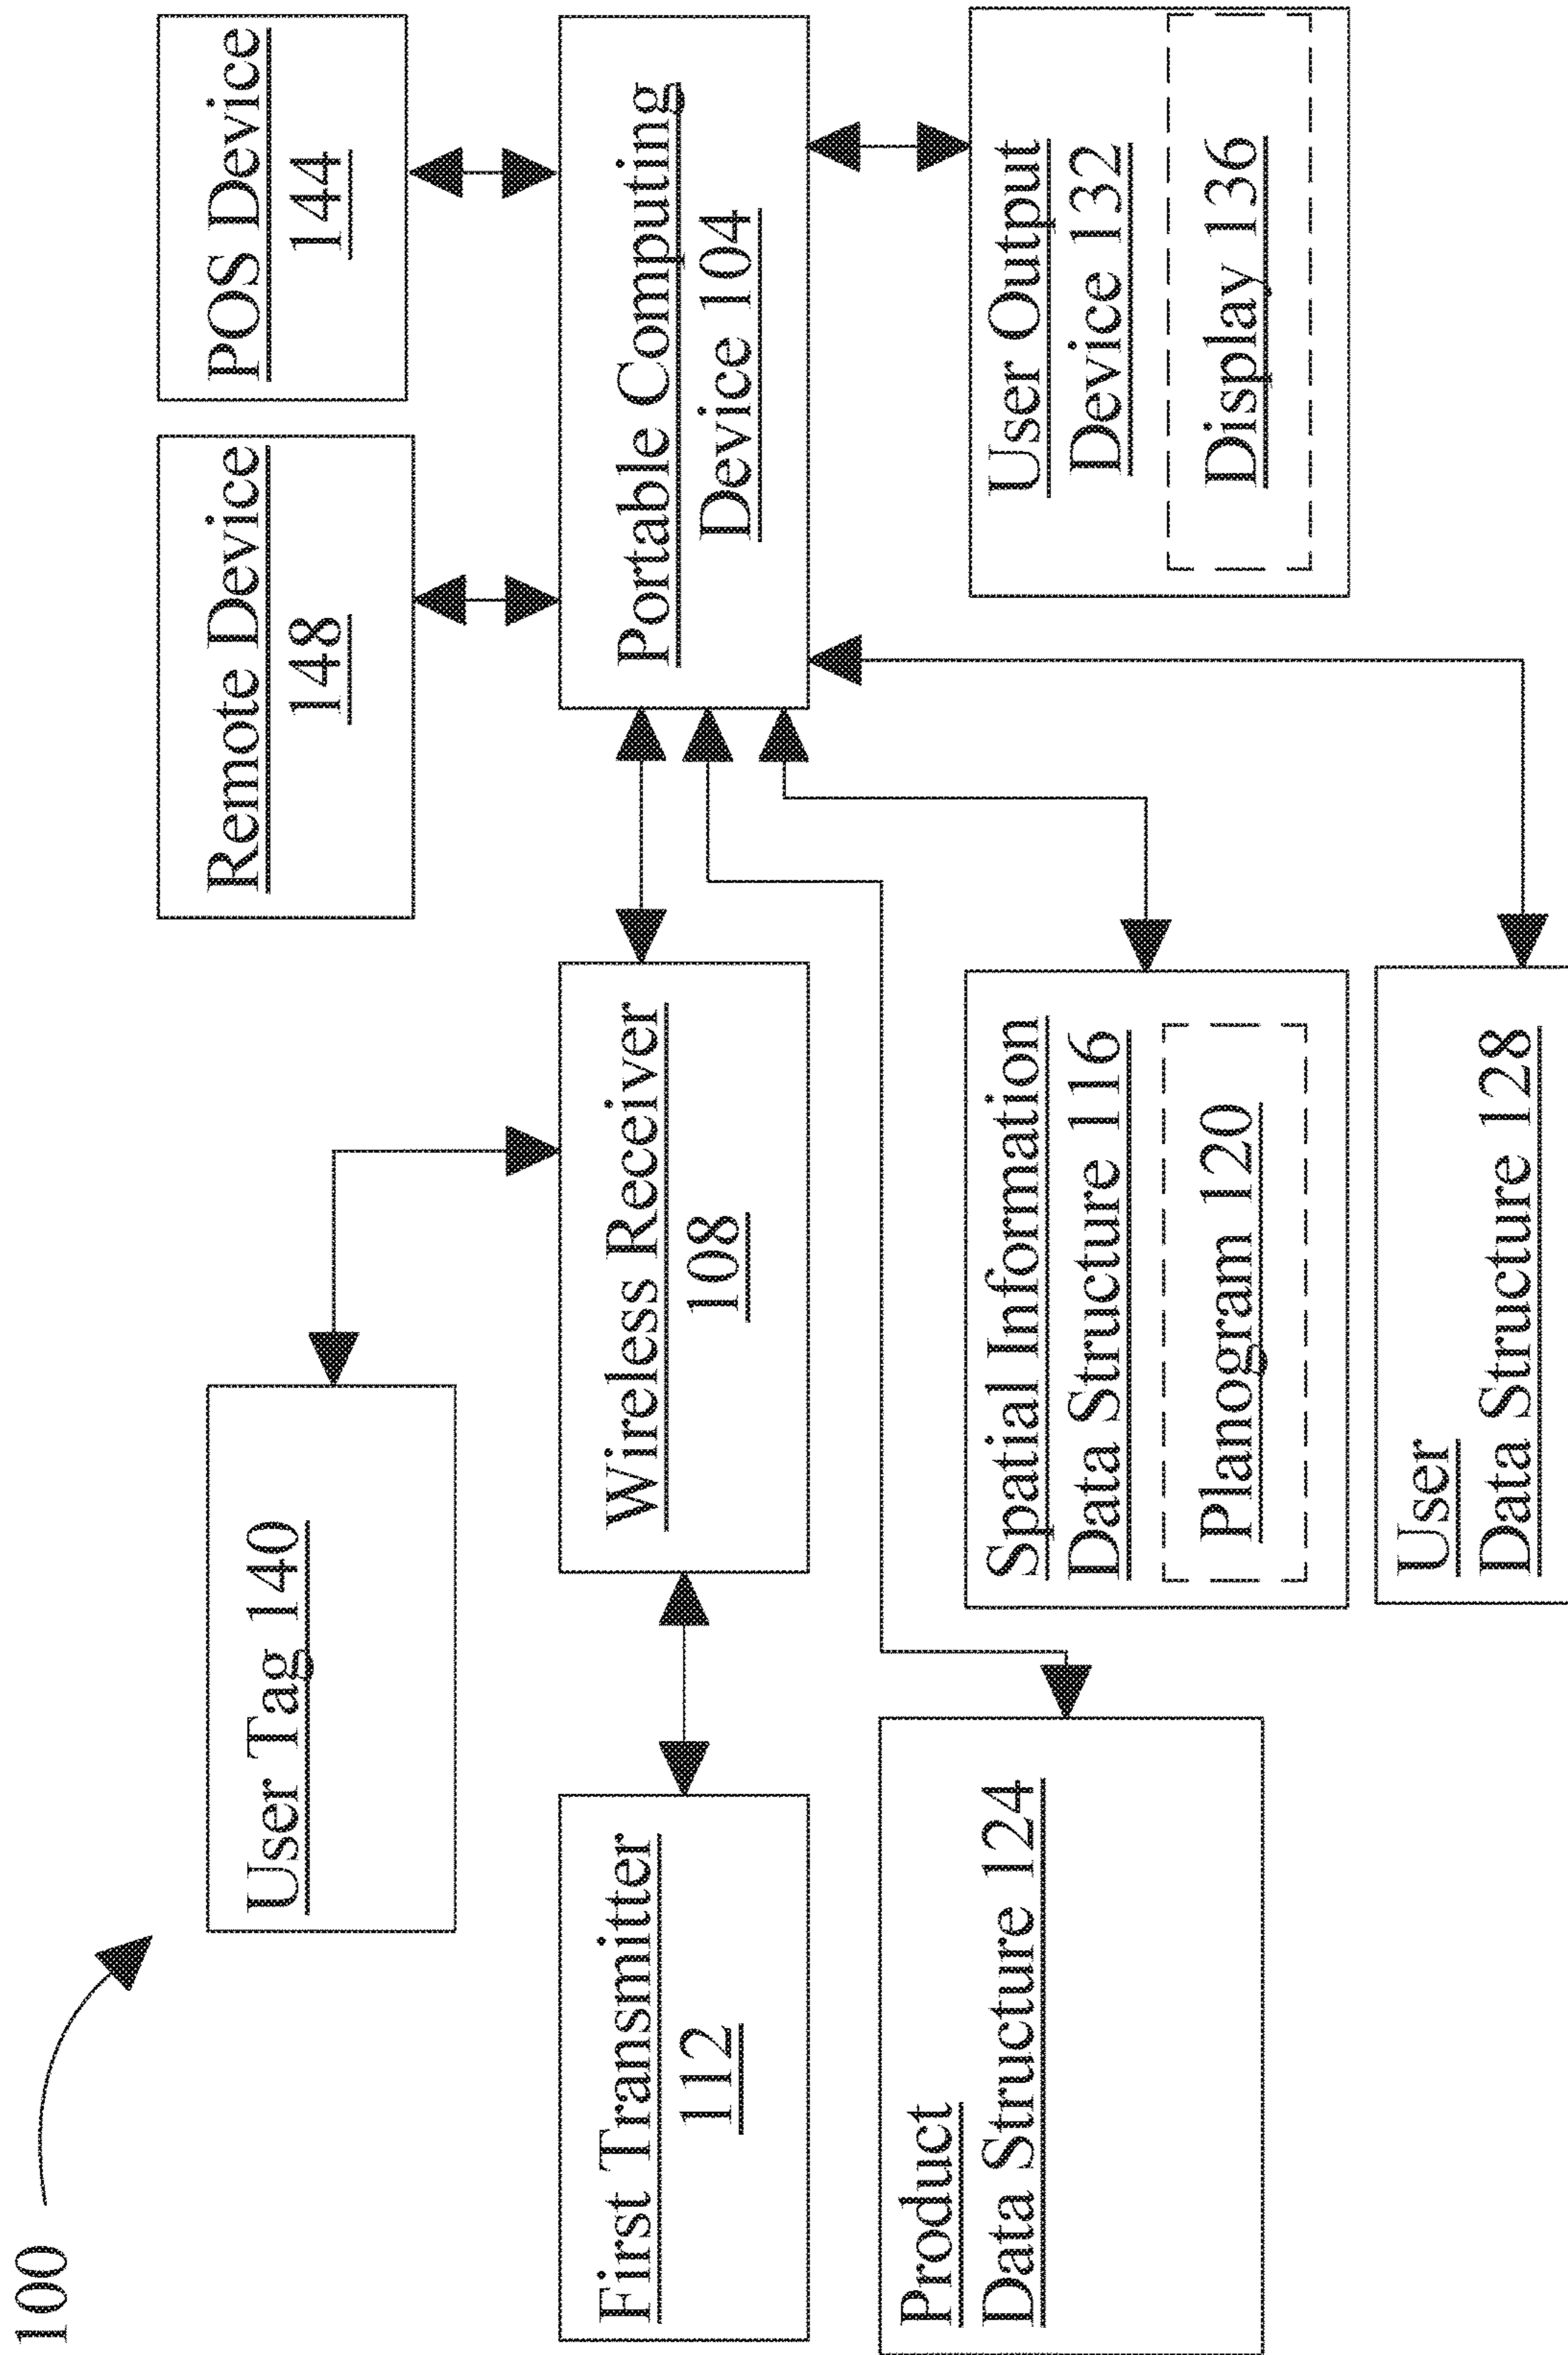 100
User Tag 140
Remote Device
148
POS Device
144
First Transmitter
112
Wireless Receiver
108
Portable Computing
Device 104
Product
Data Structure 124
Spatial Information
Data Structure 116
Planogram 120
User Output
Device 132
Display 136
User
Data Structure 128